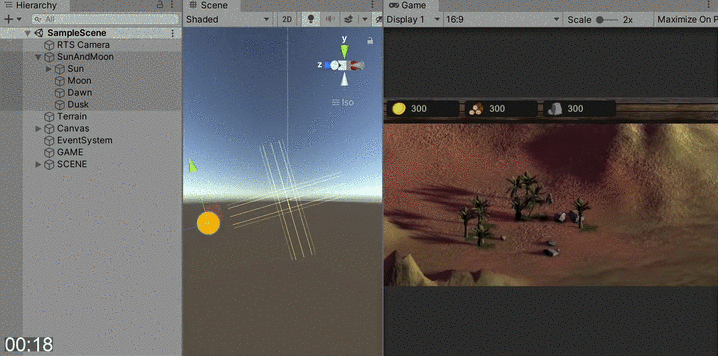 Hierarchy
Scene
Game
All
Shaded
2D
Display 1
16:9
Scale
2x
Maximize On P
SampleScene
RTS Camera
SunAndMoon
Sun
Moon
Dawn
Dusk
Terrain
Canvas
EventSystem
GAME
SCENE
y
z
Iso
300
300
300
00:18